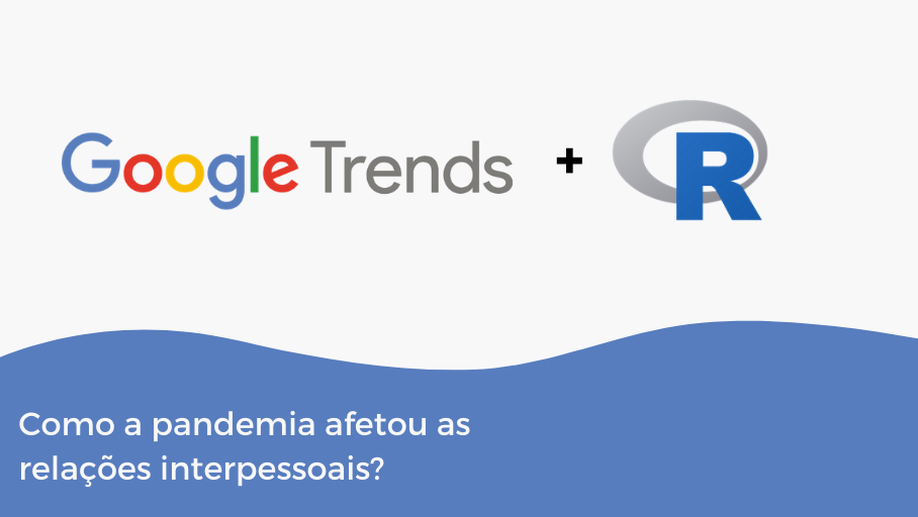 Google Trends + R
Como a pandemia afetou as
relações interpessoais?